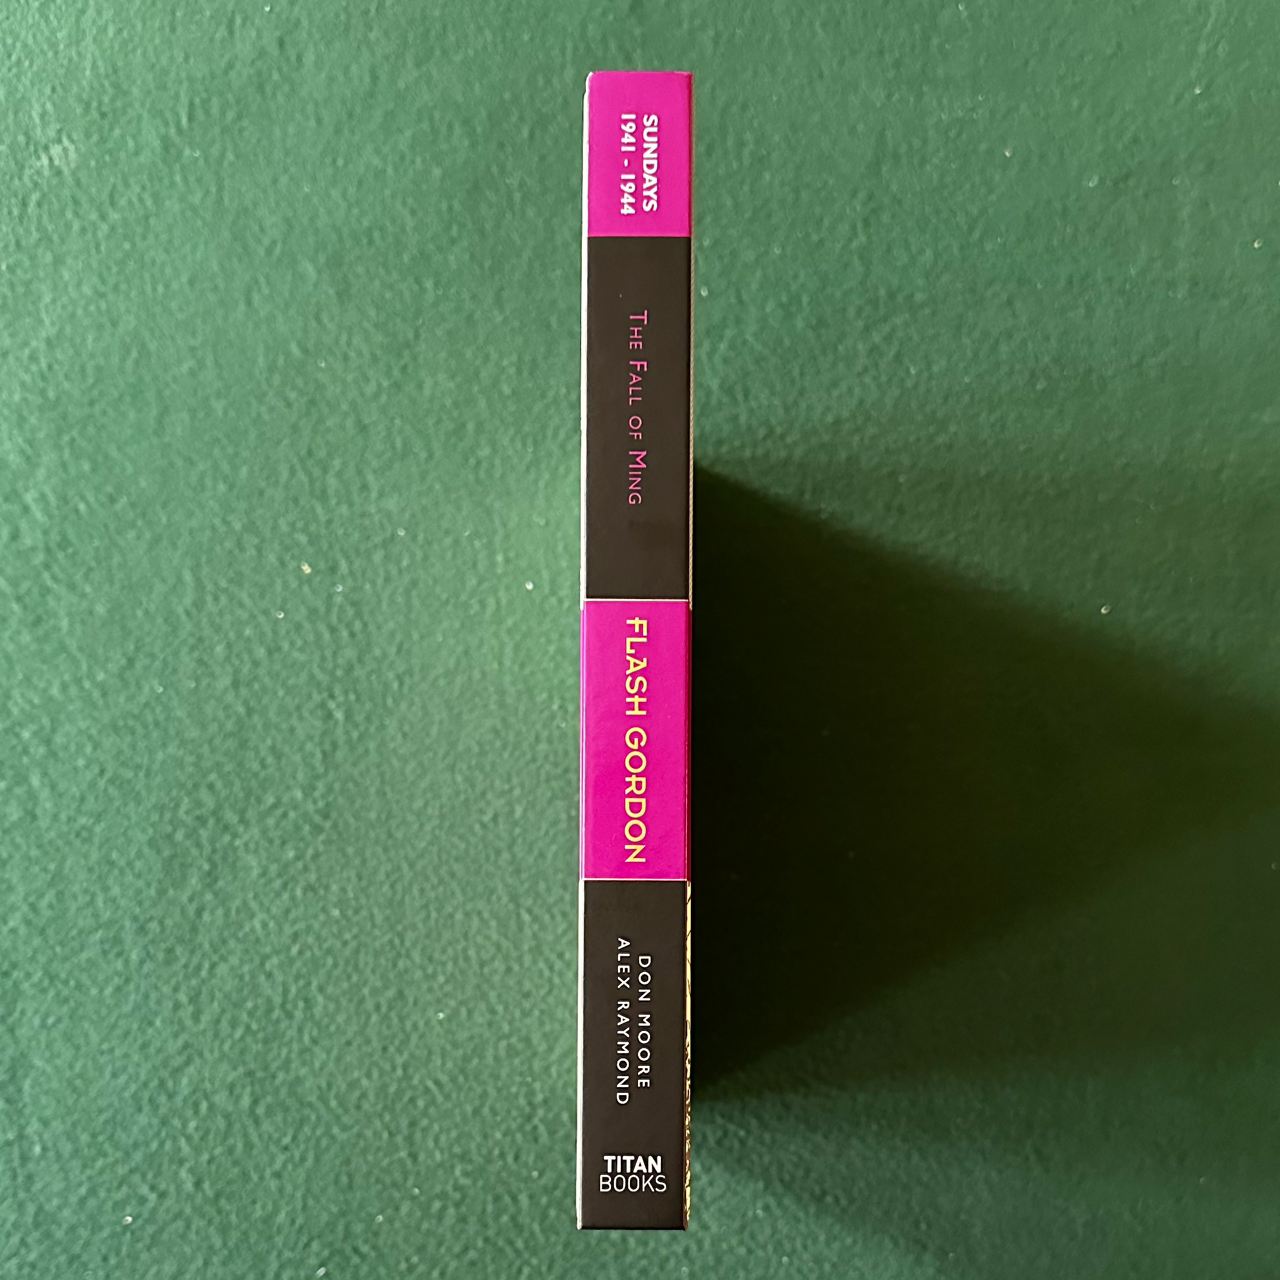 SUNDAYS
1941 - 1944
THE FALL OF MING
FLASH GORDON
DON MOORE
ALEX RAYMOND
TITAN
BOOKS